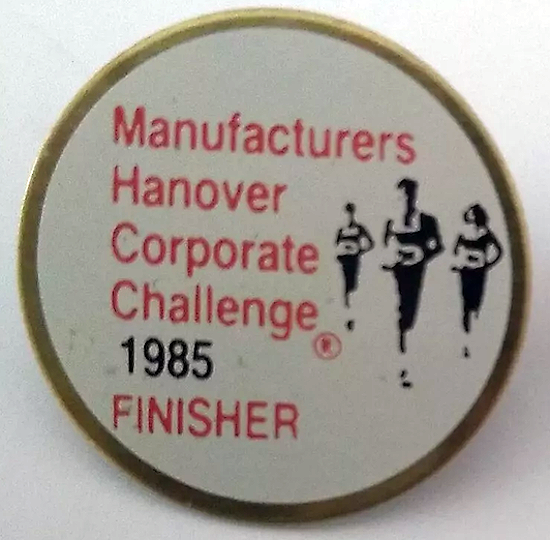 Manufacturers
Hanover
Corporate
Challenge®
1985
FINISHER